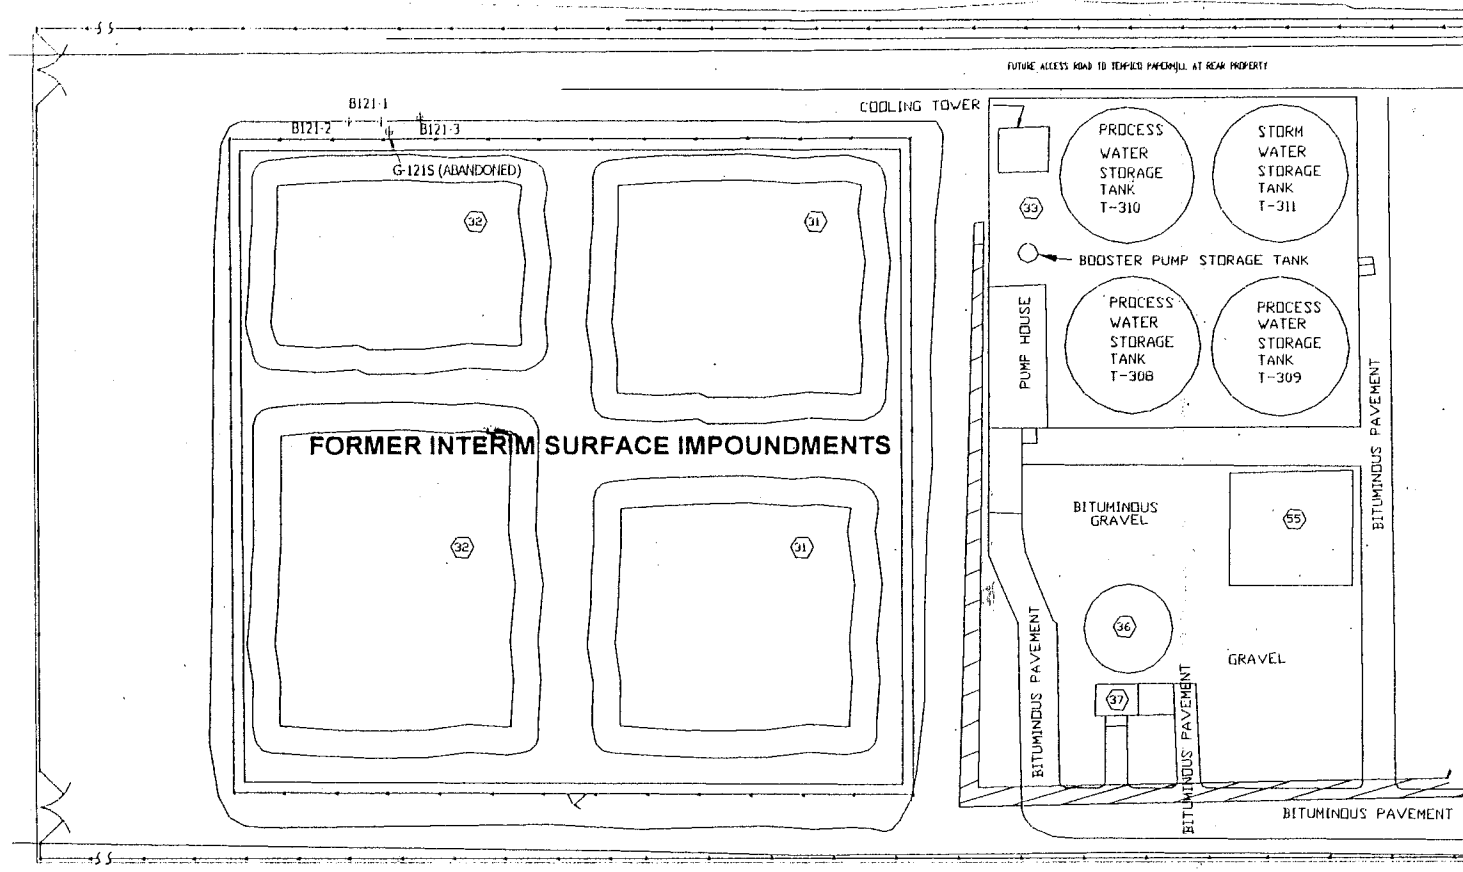 FUTURE ACCESS ROAD TO TEMPICO PAPERMILL AT REAR PROPERTY
B121-1
B121-2
B121-3
G-121S (ABANDONED)
COOLING TOWER
PROCESS
WATER
STORAGE
TANK
T-310
STORM
WATER
STORAGE
TANK
T-311
32
31
33
BOOSTER PUMP STORAGE TANK
PUMP HOUSE
PROCESS
WATER
STORAGE
TANK
T-308
PROCESS
WATER
STORAGE
TANK
T-309
BITUMINOUS PAVEMENT
FORMER INTERIM SURFACE IMPOUNDMENTS
32
31
BITUMINOUS
GRAVEL
55
36
GRAVEL
37
BITUMINOUS PAVEMENT
BITUMINOUS PAVEMENT
BITUMINOUS PAVEMENT